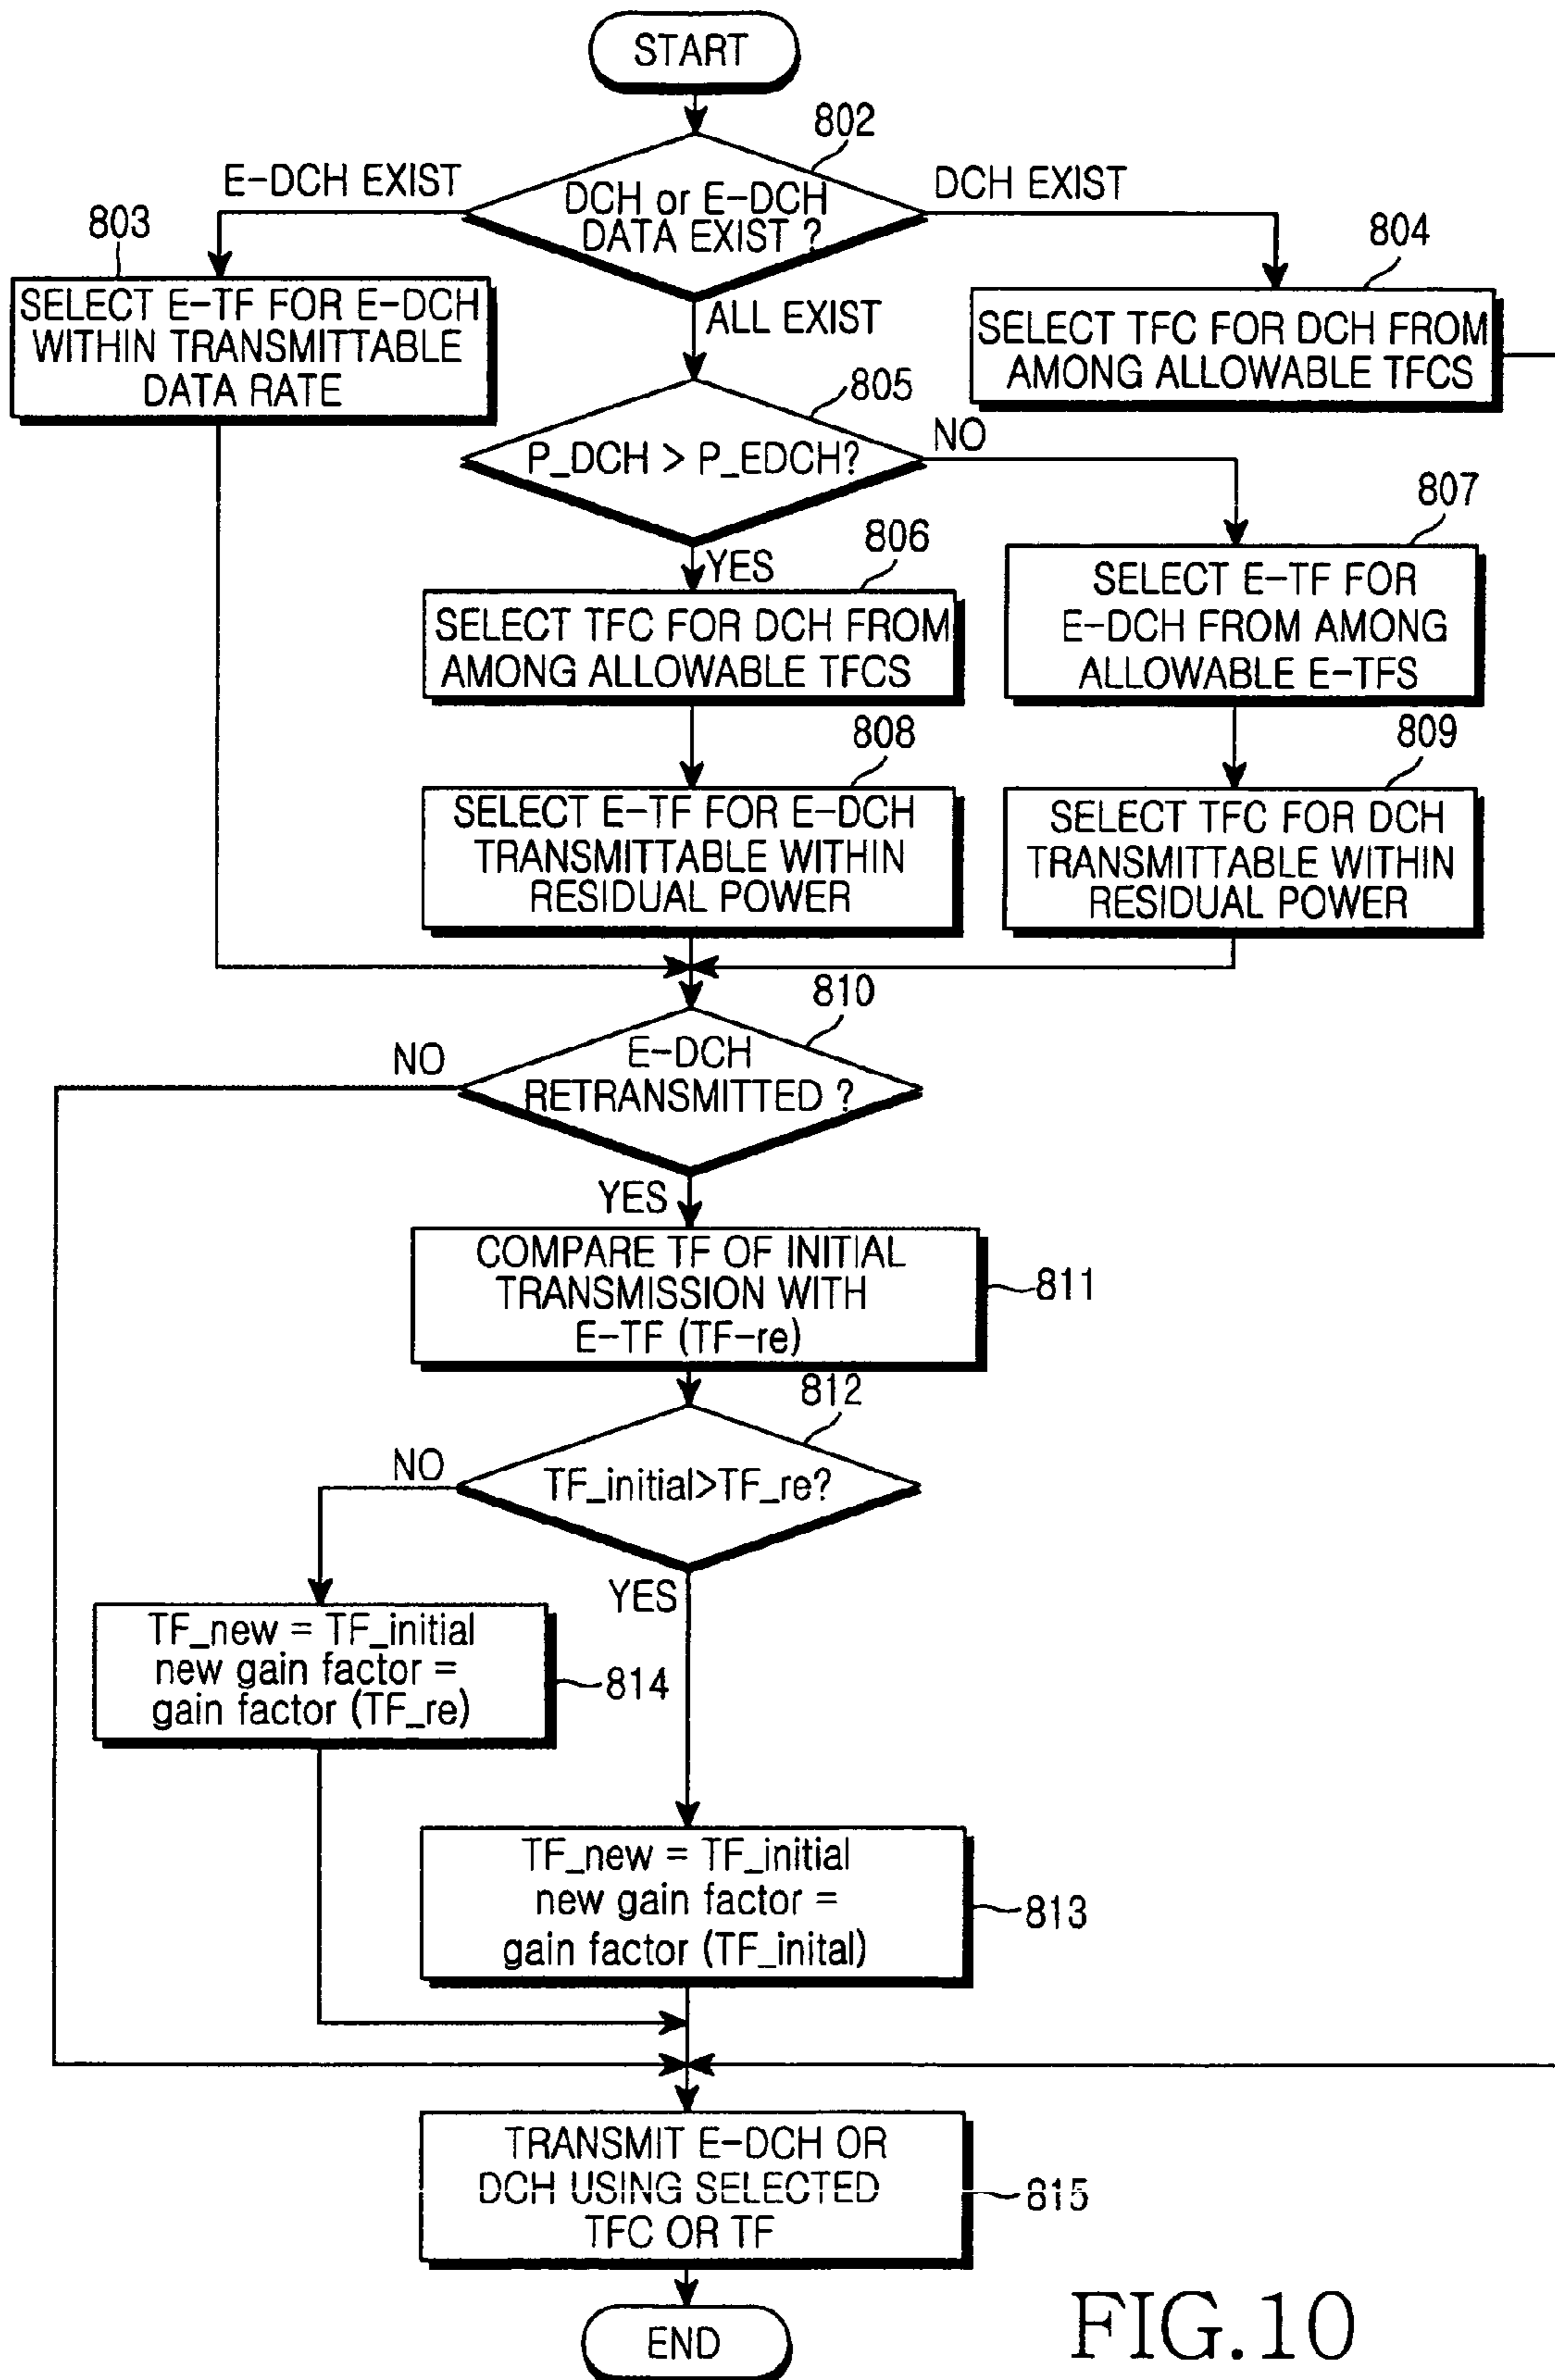 START
802
E-DCH EXIST
DCH or E-DCH
DATA EXIST ?
DCH EXIST
803
SELECT E-TF FOR E-DCH
WITHIN TRANSMITTABLE
DATA RATE
804
SELECT TFC FOR DCH FROM
AMONG ALLOWABLE TFCS
ALL EXIST
805
P_DCH > P_EDCH?
NO
YES
806
SELECT TFC FOR DCH FROM
AMONG ALLOWABLE TFCS
807
SELECT E-TF FOR
E-DCH FROM AMONG
ALLOWABLE E-TFS
808
SELECT E-TF FOR E-DCH
TRANSMITTABLE WITHIN
RESIDUAL POWER
809
SELECT TFC FOR DCH
TRANSMITTABLE WITHIN
RESIDUAL POWER
810
E-DCH
RETRANSMITTED ?
NO
YES
COMPARE TF OF INITIAL
TRANSMISSION WITH
E-TF (TF-re)
811
812
TF_initial>TF_re?
NO
YES
TF_new = TF_initial
new gain factor =
gain factor (TF_re)
814
TF_new = TF_initial
new gain factor =
gain factor (TF_inital)
813
TRANSMIT E-DCH OR
DCH USING SELECTED
TFC OR TF
815
END
FIG.10